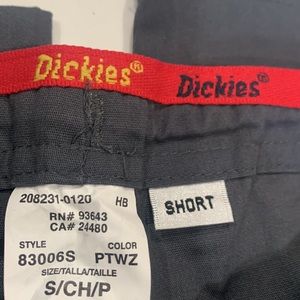 Dickies®
Dickies®
208231-0120 HB
RN# 93643
CA# 24480
STYLE COLOR
83006S PTWZ
SIZE/TALLA/TAILLE
S/CH/P
SHORT